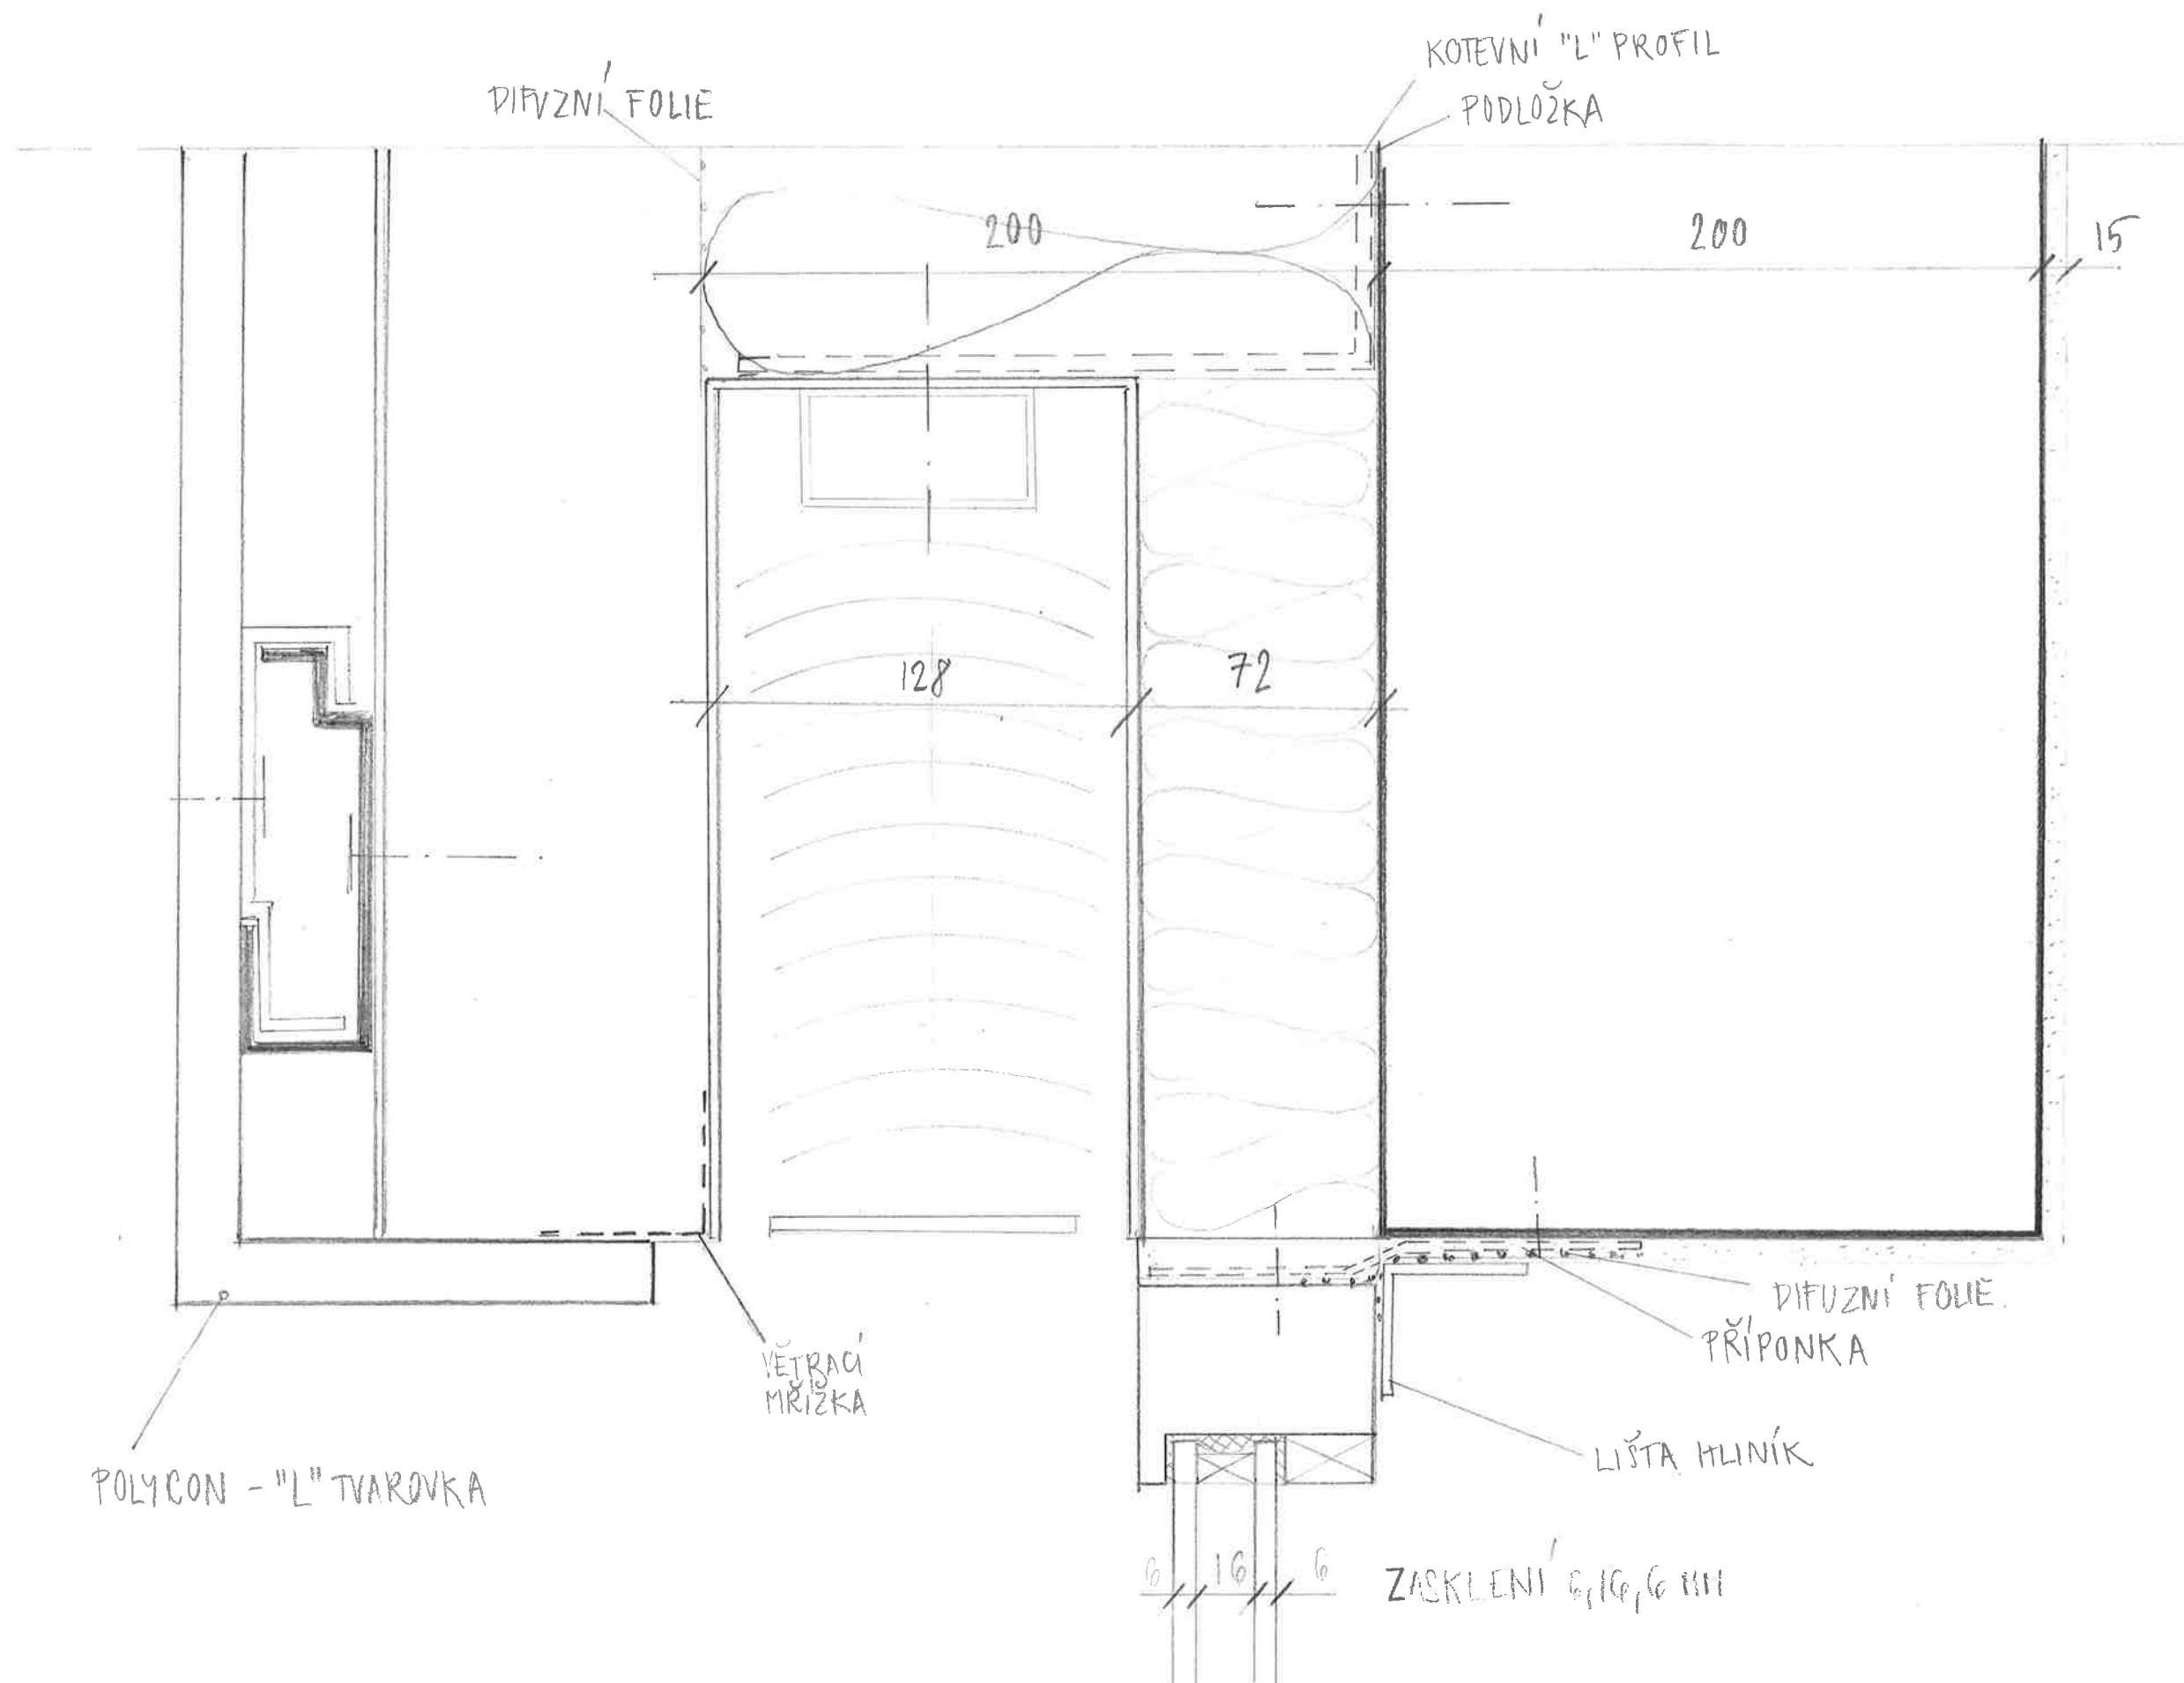 KOTEVNÍ "L" PROFIL
DIFUZNÍ FOLIE
PODLOŽKA
200
200
15
128
72
DIFUZNÍ FOLIE.
PŘÍPONKA
VĚTRACÍ
MŘÍŽKA
LIŠTA HLINÍK
POLYCON - "L" TVAROVKA
6 16 6
ZASKLENÍ 6,16,6 MM